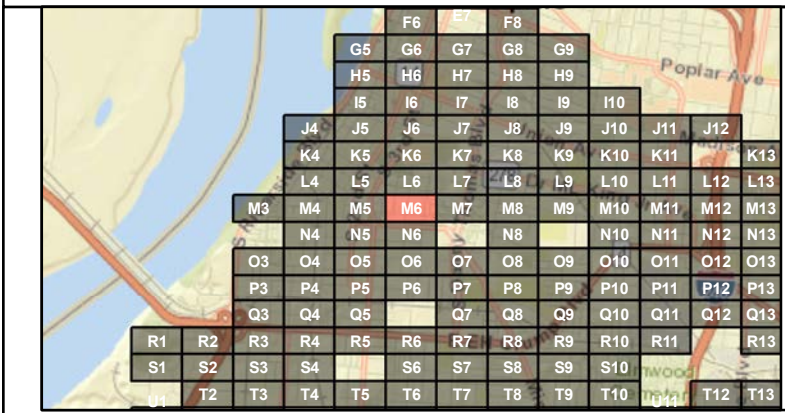 F6 E7 F8
G5 G6 G7 G8 G9
H5 H6 H7 H8 H9
Poplar Ave
I5 I6 I7 I8 I9 I10
J4 J5 J6 J7 J8 J9 J10 J11 J12
K4 K5 K6 K7 K8 K9 K10 K11 K13
L4 L5 L6 L7 L8 L9 L10 L11 L12 L13
M3 M4 M5 M6 M7 M8 M9 M10 M11 M12 M13
N4 N5 N6 N8 N10 N11 N12 N13
O3 O4 O5 O6 O7 O8 O9 O10 O11 O12 O13
P3 P4 P5 P6 P7 P8 P9 P10 P11 P12 P13
Q3 Q4 Q5 Q7 Q8 Q9 Q10 Q11 Q12 Q13
R1 R2 R3 R4 R5 R6 R7 R8 R9 R10 R11 R13
S1 S2 S3 S4 S6 S7 S8 S9 S10
T2 T3 T4 T5 T6 T7 T8 T9 T10 T12 T13
U1 U11
S Riverside Blvd
Union Ave
278